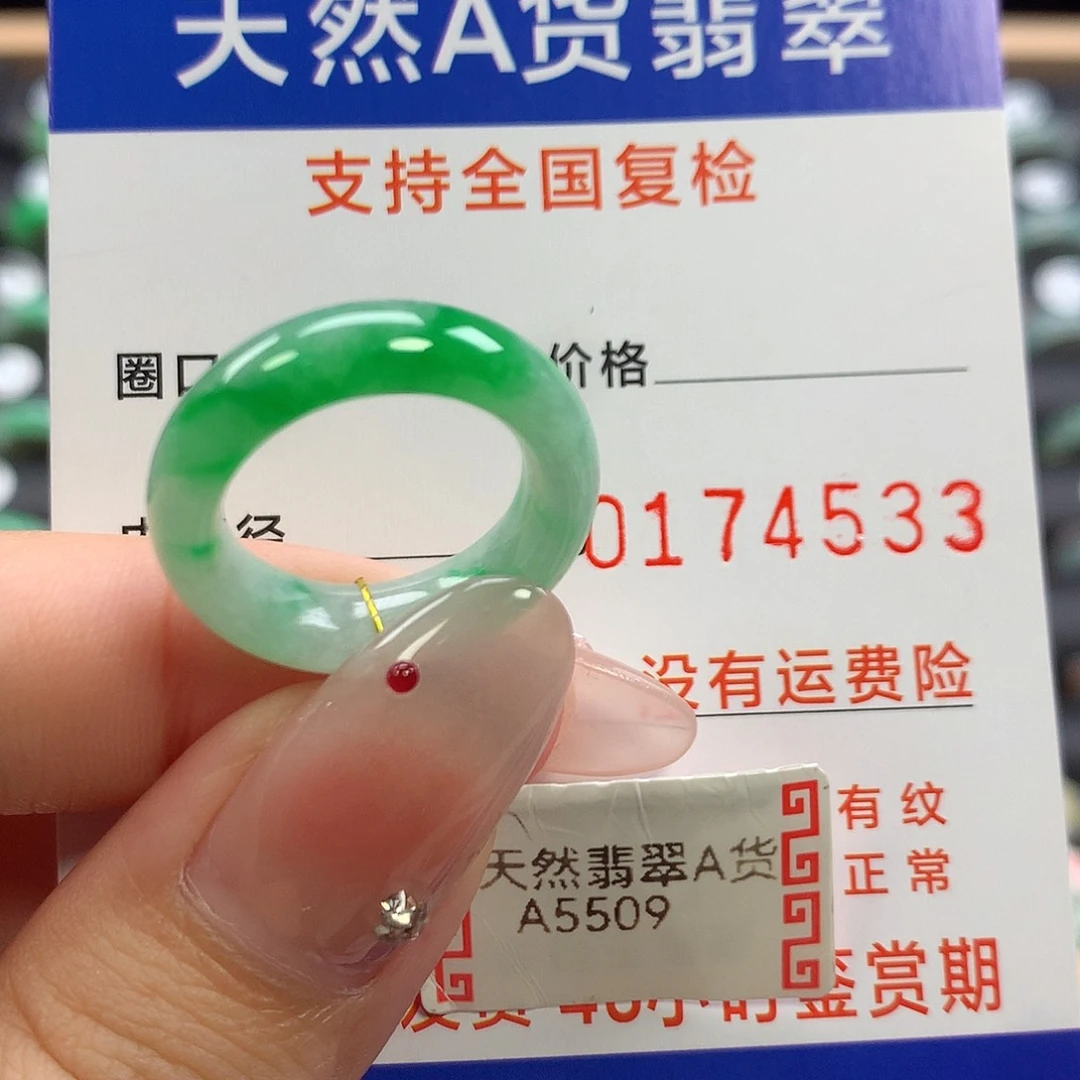 天然A货翡翠
支持全国复检
圈口
价格
径
0174533
没有运费险
有纹
正常
天然翡翠A货
A5509
鉴赏期